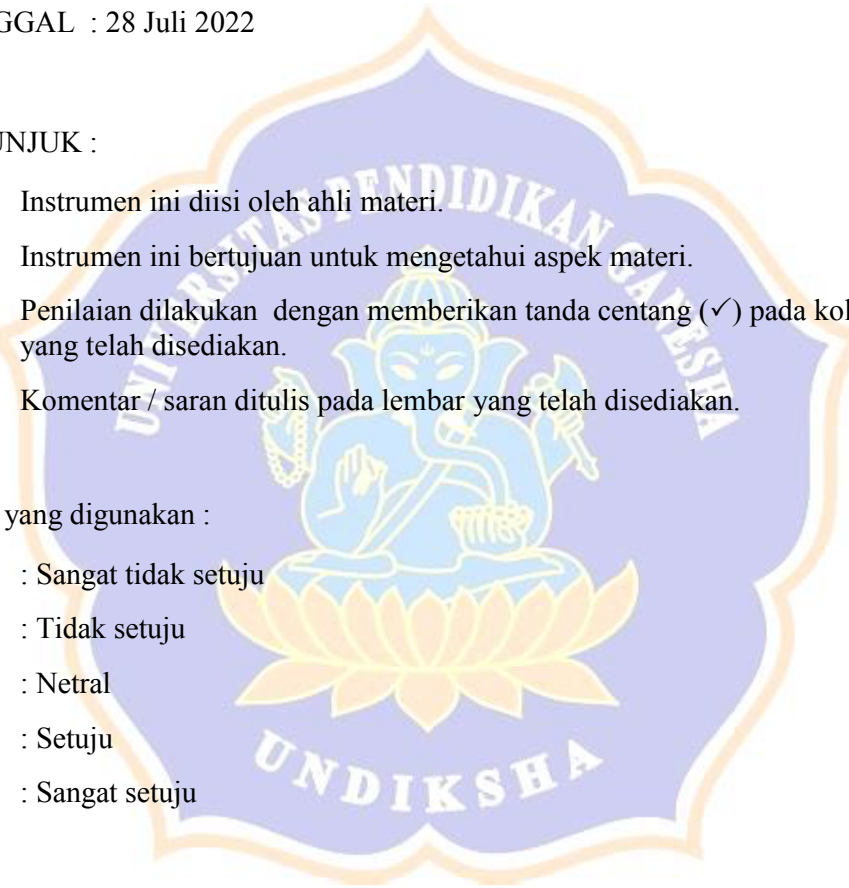 GGAL : 28 Juli 2022
UNJUK :
Instrumen ini diisi oleh ahli materi.
Instrumen ini bertujuan untuk mengetahui aspek materi.
Penilaian dilakukan dengan memberikan tanda centang (✓) pada kol
yang telah disediakan.
Komentar / saran ditulis pada lembar yang telah disediakan.
yang digunakan :
: Sangat tidak setuju
: Tidak setuju
: Netral
: Setuju
: Sangat setuju
UNIVERSITAS PENDIDIKAN GANESHA
UNDIKSHA